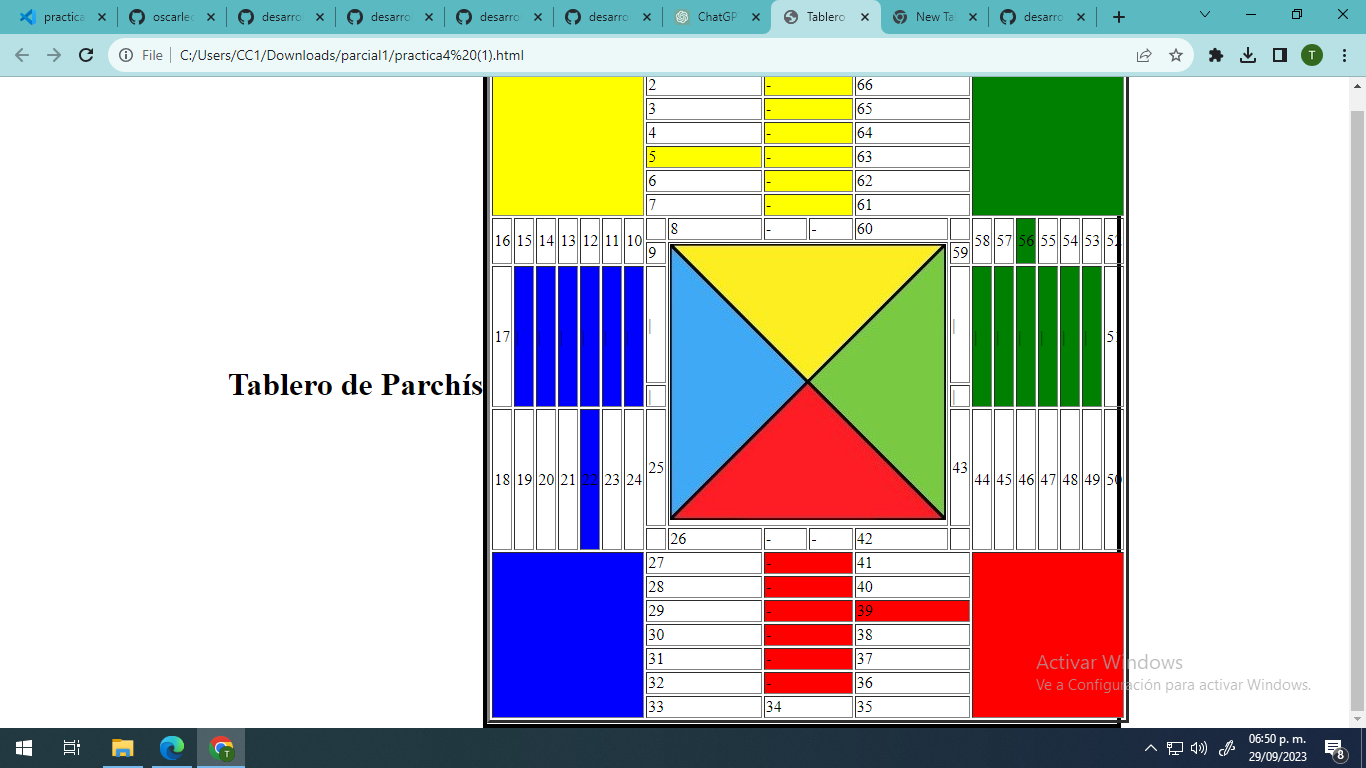 practica
oscarle
desarro
desarro
desarro
desarro
ChatGP
Tablero
New Ta
desarro
File C:/Users/CC1/Downloads/parcial1/practica4%20(1).html
T
2 - 66
3 - 65
4 - 64
5 - 63
6 - 62
7 - 61
16 15 14 13 12 11 10 8 - - 60 58 57 56 55 54 53 52
9 59
17 | | | | | | | | 51
Tablero de Parchís
| |
18 19 20 21 22 23 24 25 43 44 45 46 47 48 49 50
26 - - 42
27 - 41
28 - 40
29 - 39
30 - 38
31 - 37
32 - 36
33 34 35
Activar Windows
Ve a Configuración para activar Windows.
T
06:50 p. m.
29/09/2023
8